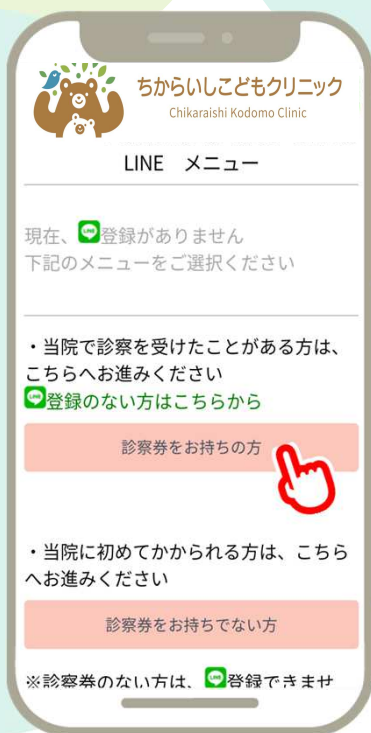 ちからいしこどもクリニック
Chikaraishi Kodomo Clinic
LINE メニュー
現在、LINE登録がありません
下記のメニューをご選択ください
・当院で診察を受けたことがある方は、
こちらへお進みください
LINE登録のない方はこちらから
診察券をお持ちの方
・当院に初めてかかられる方は、こちら
へお進みください
診察券をお持ちでない方
※診察券のない方は、LINE登録できませ